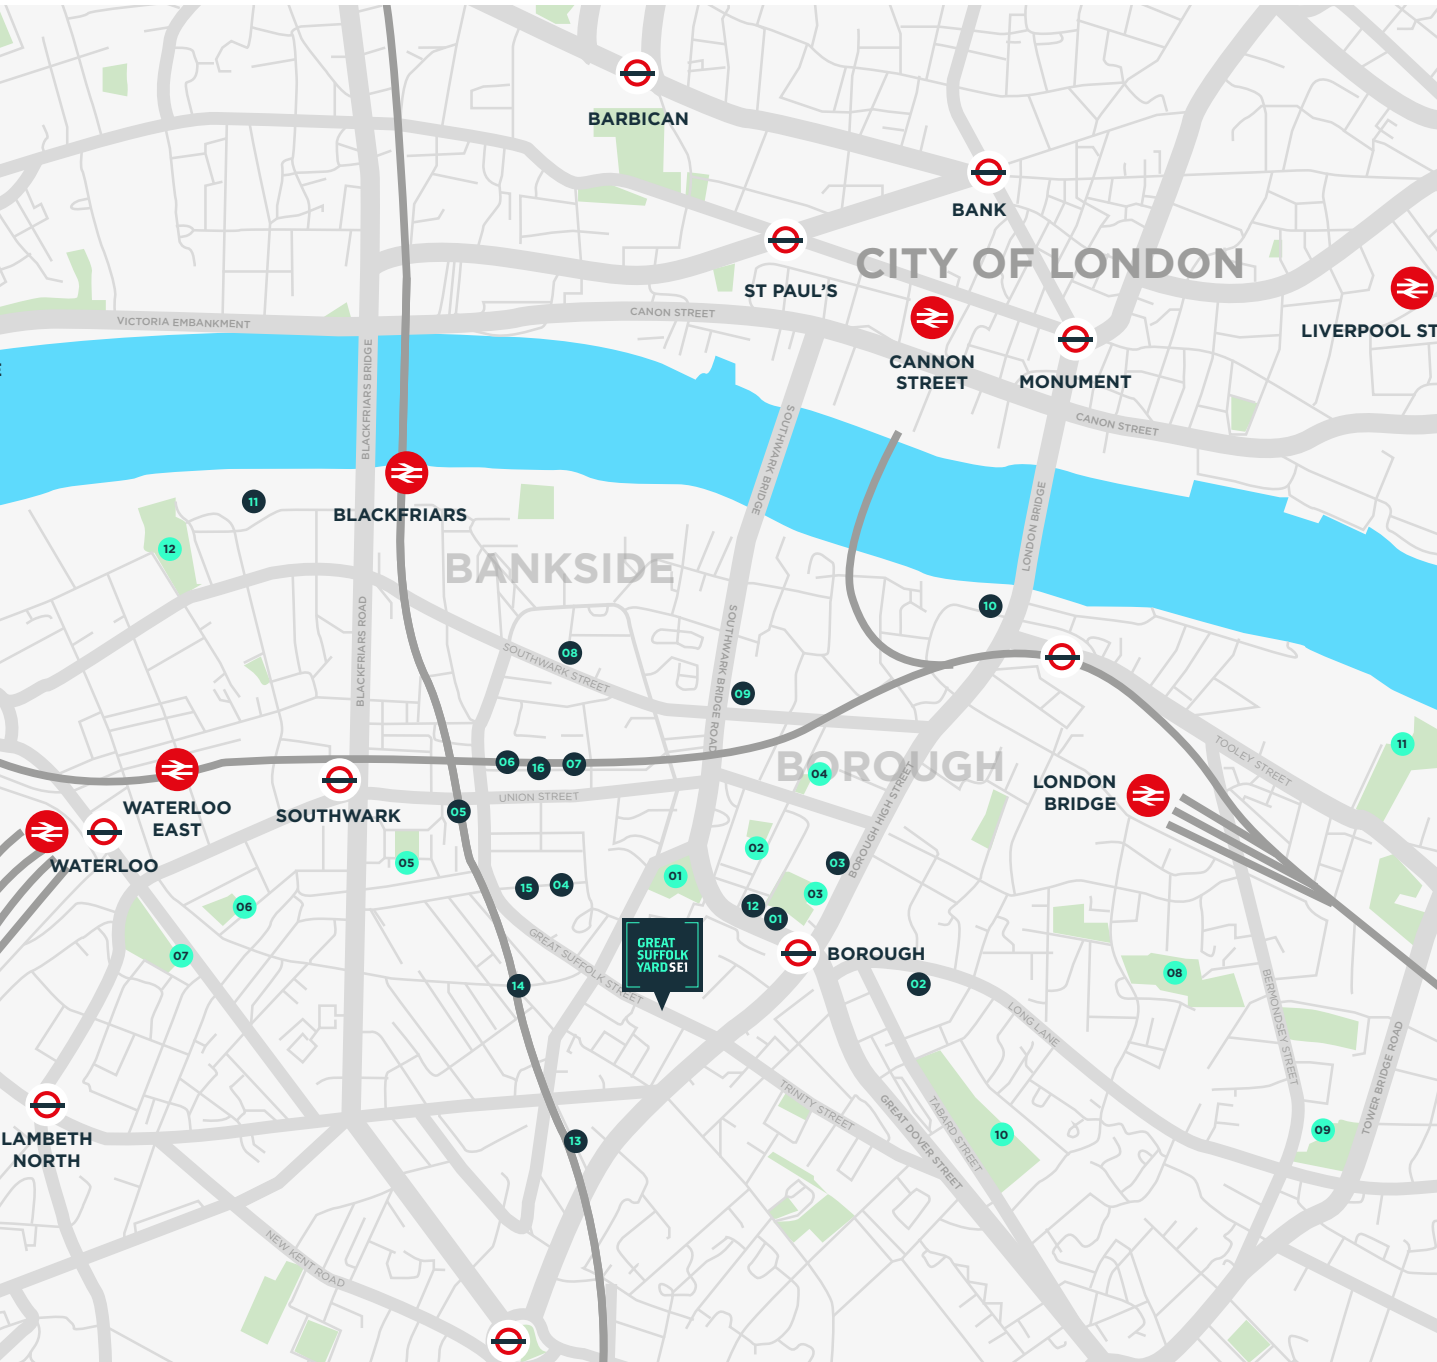 BARBICAN
BANK
CITY OF LONDON
ST PAUL'S
VICTORIA EMBANKMENT
CANON STREET
LIVERPOOL ST
CANNON
STREET
MONUMENT
E
BLACKFRIARS BRIDGE
SOUTHWARK BRIDGE
CANON STREET
LONDON BRIDGE
11
BLACKFRIARS
12
BANKSIDE
10
BLACKFRIARS ROAD
SOUTHWARK STREET
08
SOUTHWARK BRIDGE ROAD
09
TOOLEY STREET
11
06
16
07
BOROUGH
04
WATERLOO
EAST
SOUTHWARK
UNION STREET
05
LONDON
BRIDGE
WATERLOO
05
02
03
BOROUGH HIGH STREET
01
15
04
03
06
12
01
GREAT SUFFOLK STREET
GREAT
SUFFOLK
YARDSE1
BOROUGH
07
14
02
08
LONG LANE
BERMONDSEY STREET
TOWER BRIDGE ROAD
LAMBETH
NORTH
TRINITY STREET
GREAT DOVER STREET
TABARD STREET
10
09
13
NEW KENT ROAD